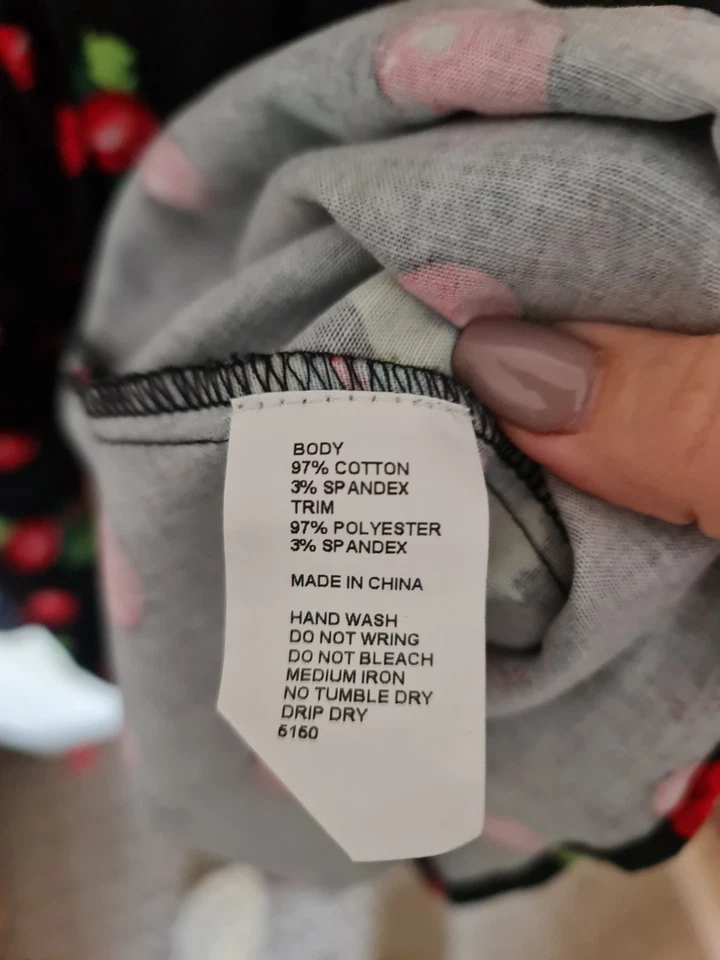 BODY
97% COTTON
3% SPANDEX
TRIM
97% POLYESTER
3% SPANDEX
MADE IN CHINA
HAND WASH
DO NOT WRING
DO NOT BLEACH
MEDIUM IRON
NO TUMBLE DRY
DRIP DRY
6160